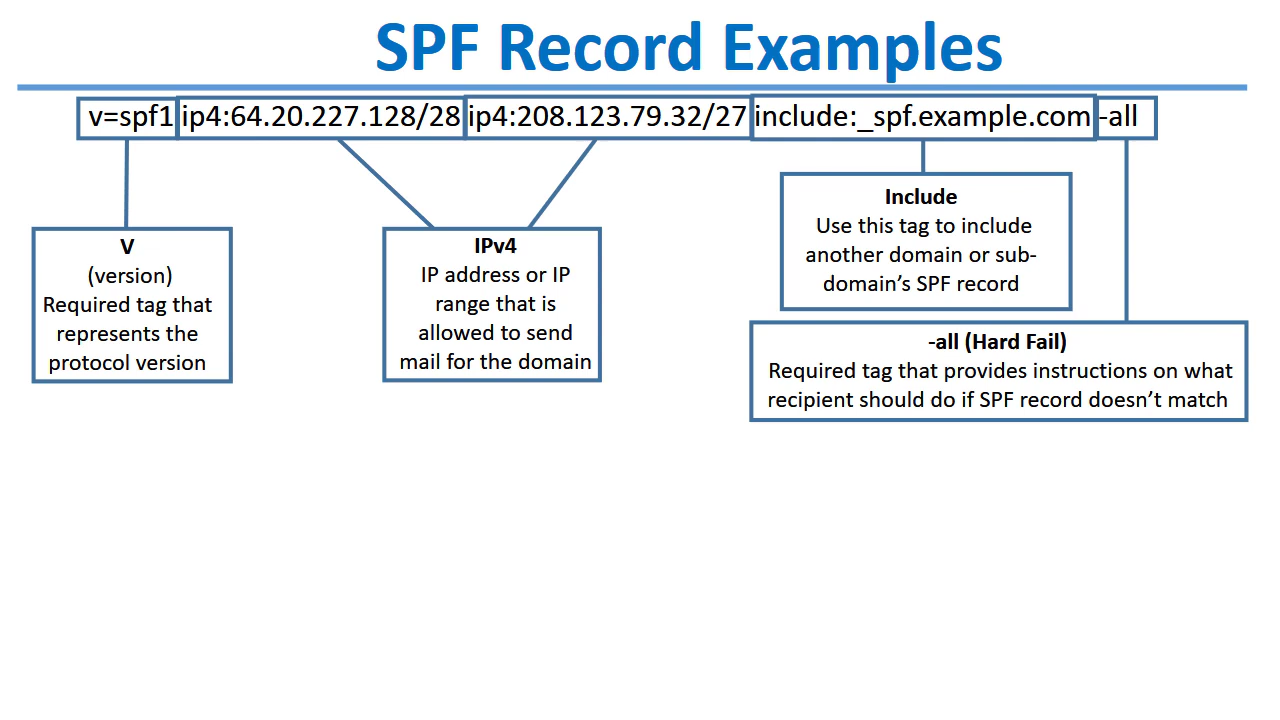 SPF Record Examples
v=spf1 ip4:64.20.227.128/28 ip4:208.123.79.32/27 include:_spf.example.com -all
V
(version)
Required tag that
represents the
protocol version
IPv4
IP address or IP
range that is
allowed to send
mail for the domain
Include
Use this tag to include
another domain or sub-
domain’s SPF record
-all (Hard Fail)
Required tag that provides instructions on what
recipient should do if SPF record doesn’t match